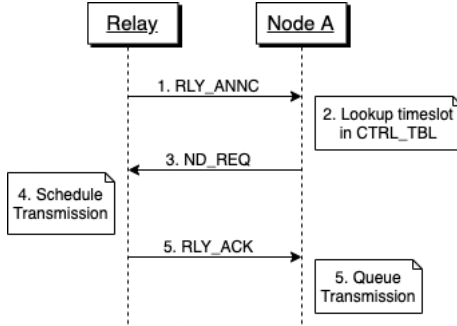 Relay
Node A
1. RLY_ANNC
2. Lookup timeslot
in CTRL_TBL
3. ND_REQ
4. Schedule
Transmission
5. RLY_ACK
5. Queue
Transmission